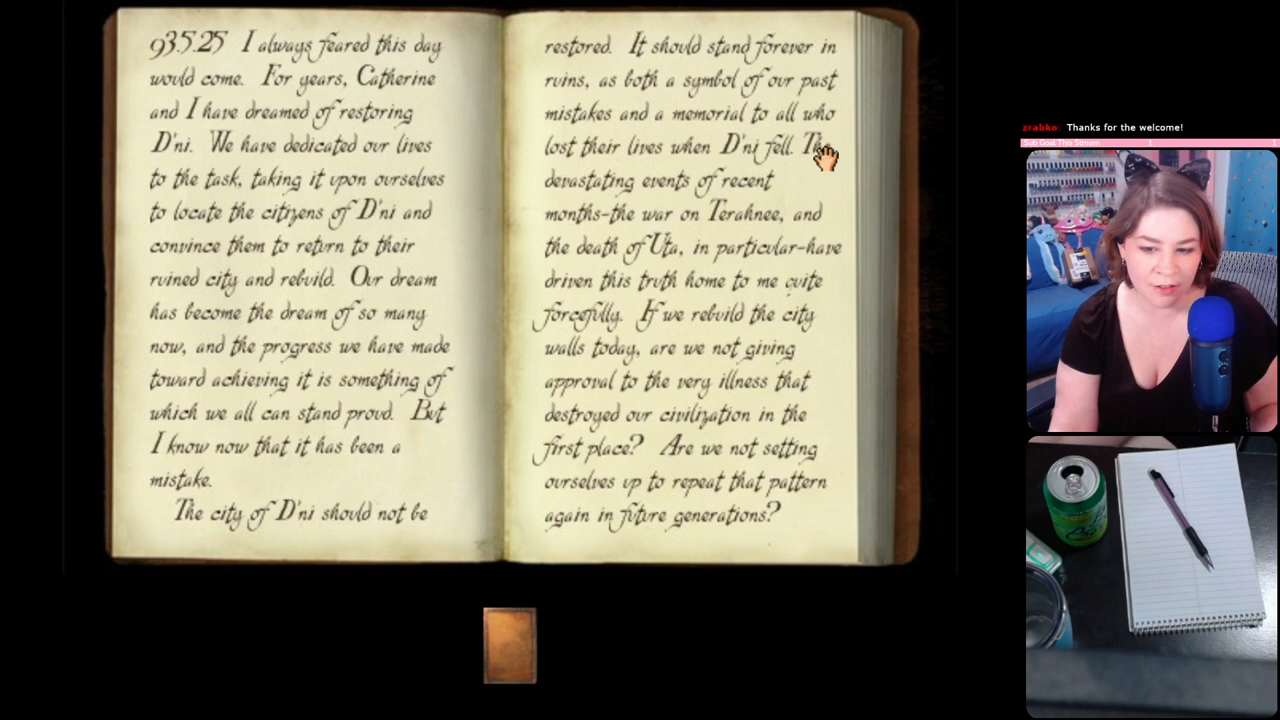 93.5.25 I always feared this day
would come. For years, Catherine
and I have dreamed of restoring
D'ni. We have dedicated our lives
to the task, taking it upon ourselves
to locate the citizens of D'ni and
convince them to return to their
ruined city and rebuild. Our dream
has become the dream of so many
now, and the progress we have made
toward achieving it is something of
which we all can stand proud. But
I know now that it has been a
mistake.
The city of D'ni should not be
restored. It should stand forever in
ruins, as both a symbol of our past
mistakes and a memorial to all who
lost their lives when D'ni fell.
devastating events of recent
months-the war on Terahnee, and
the death of Uta, in particular-have
driven this truth home to me quite
forcefully. If we rebuild the city
walls today, are we not giving
approval to the very illness that
destroyed our civilization in the
first place? Are we not setting
ourselves up to repeat that pattern
again in future generations?
zrabko: Thanks for the welcome!
Sub Goal This Stream 1